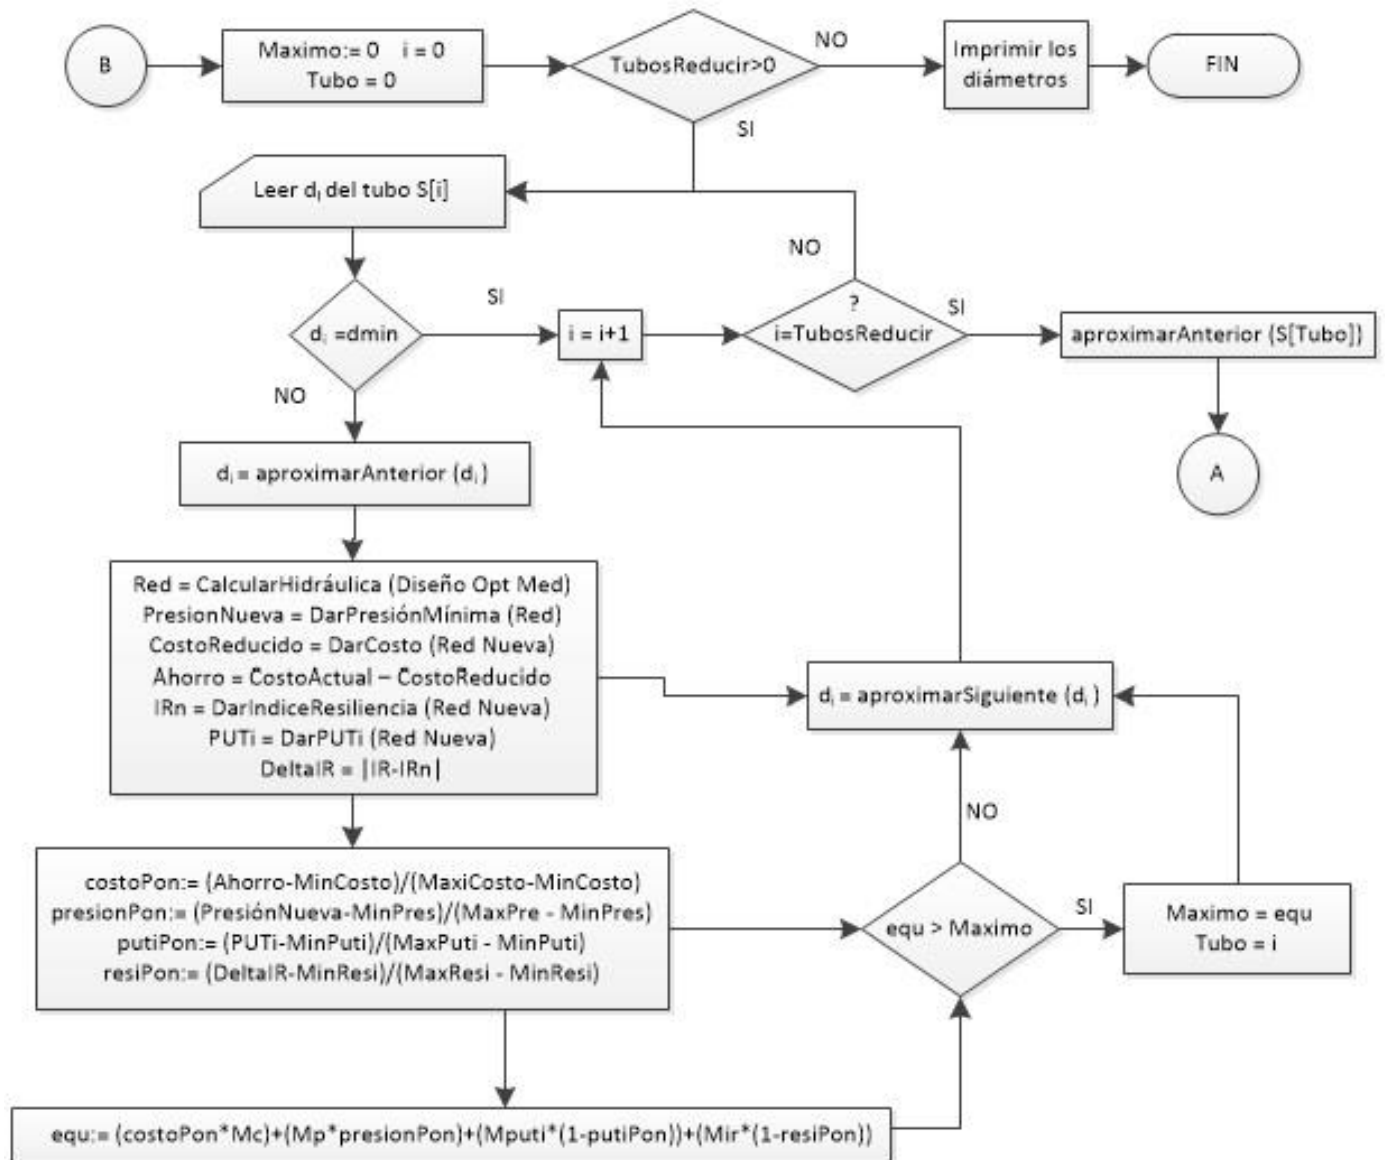 B
Maximo:= 0 i = 0
Tubo = 0
TubosReducir>0
NO
Imprimir los
diámetros
FIN
SI
Leer di del tubo S[i]
NO
di =dmin
SI
i = i+1
?
i=TubosReducir
SI
aproximarAnterior (S[Tubo])
NO
A
di = aproximarAnterior (di )
Red = CalcularHidráulica (Diseño Opt Med)
PresionNueva = DarPresiónMínima (Red)
CostoReducido = DarCosto (Red Nueva)
Ahorro = CostoActual – CostoReducido
IRn = DarIndiceResiliencia (Red Nueva)
PUTi = DarPUTi (Red Nueva)
DeltaIR = |IR-IRn|
di = aproximarSiguiente (di )
NO
costoPon:= (Ahorro-MinCosto)/(MaxiCosto-MinCosto)
presionPon:= (PresiónNueva-MinPres)/(MaxPre - MinPres)
putiPon:= (PUTi-MinPuti)/(MaxPuti - MinPuti)
resiPon:= (DeltaIR-MinResi)/(MaxResi - MinResi)
equ > Maximo
SI
Maximo = equ
Tubo = i
equ:= (costoPon*Mc)+(Mp*presionPon)+(Mputi*(1-putiPon))+(Mir*(1-resiPon))